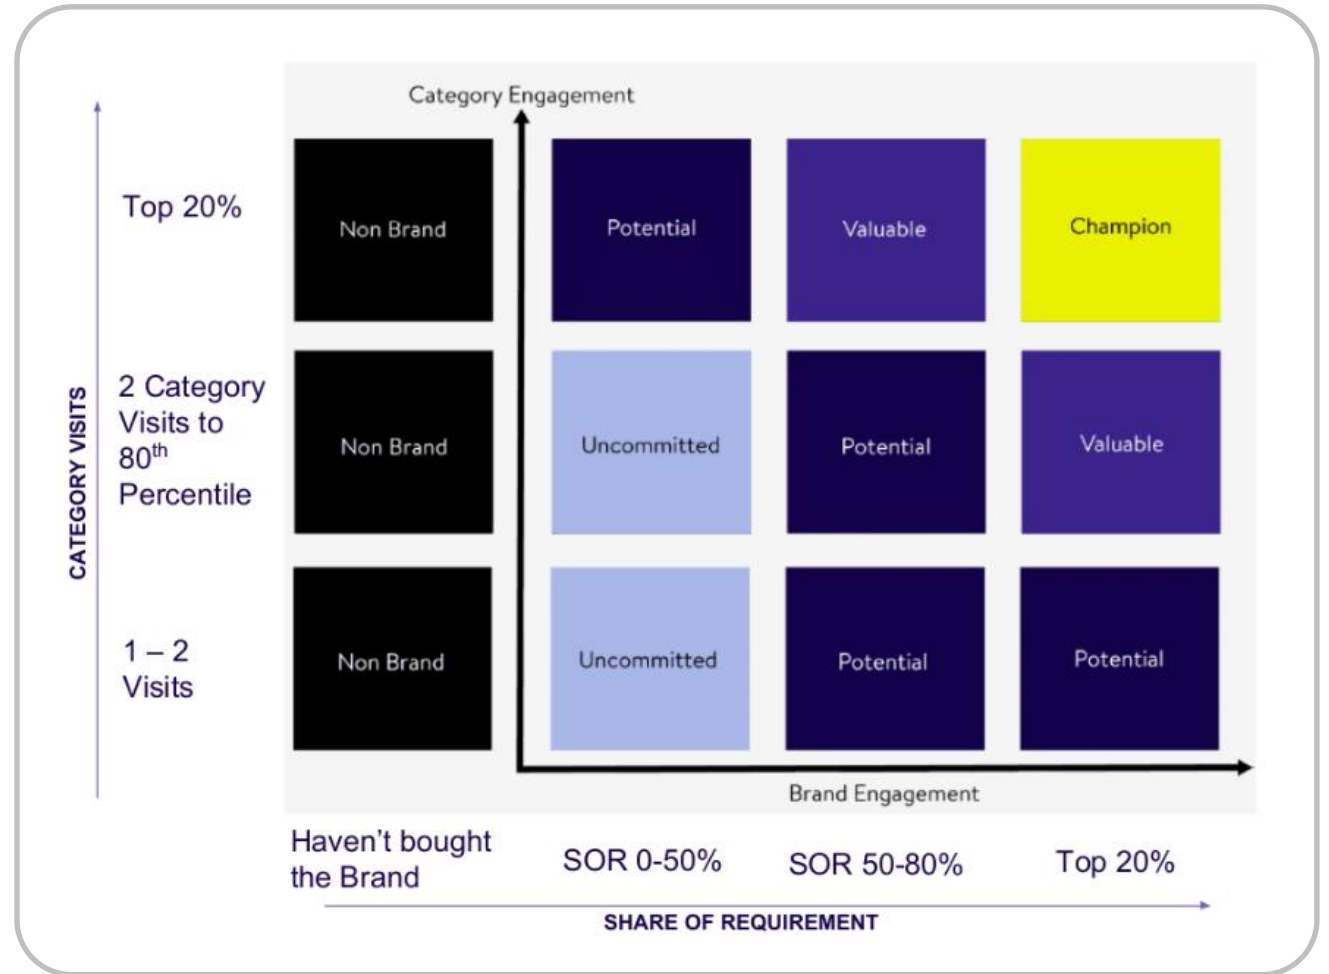 Category Engagement
Top 20%
Non Brand
Potential
Valuable
Champion
CATEGORY VISITS
2 Category
Visits to
80th
Percentile
Non Brand
Uncommitted
Potential
Valuable
1 – 2
Visits
Non Brand
Uncommitted
Potential
Potential
Brand Engagement
Haven't bought
the Brand
SOR 0-50%
SOR 50-80%
Top 20%
SHARE OF REQUIREMENT